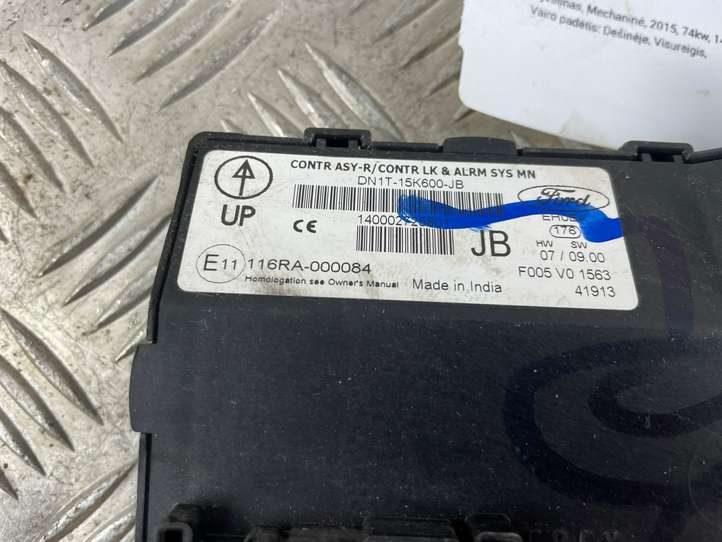 Mechaninė, 2015, 74kw,
Vairo padėtis: Dešinėje, Visureigis,
CONTR ASY-R/CONTR LK & ALRM SYS MN
DN1T-15K600-JB
Ford
UP
CE
JB
176
HW SW
07 / 09.00
E11 116RA-000084
F005 V0 1563
Homologation see Owner's Manual
Made in India
41913